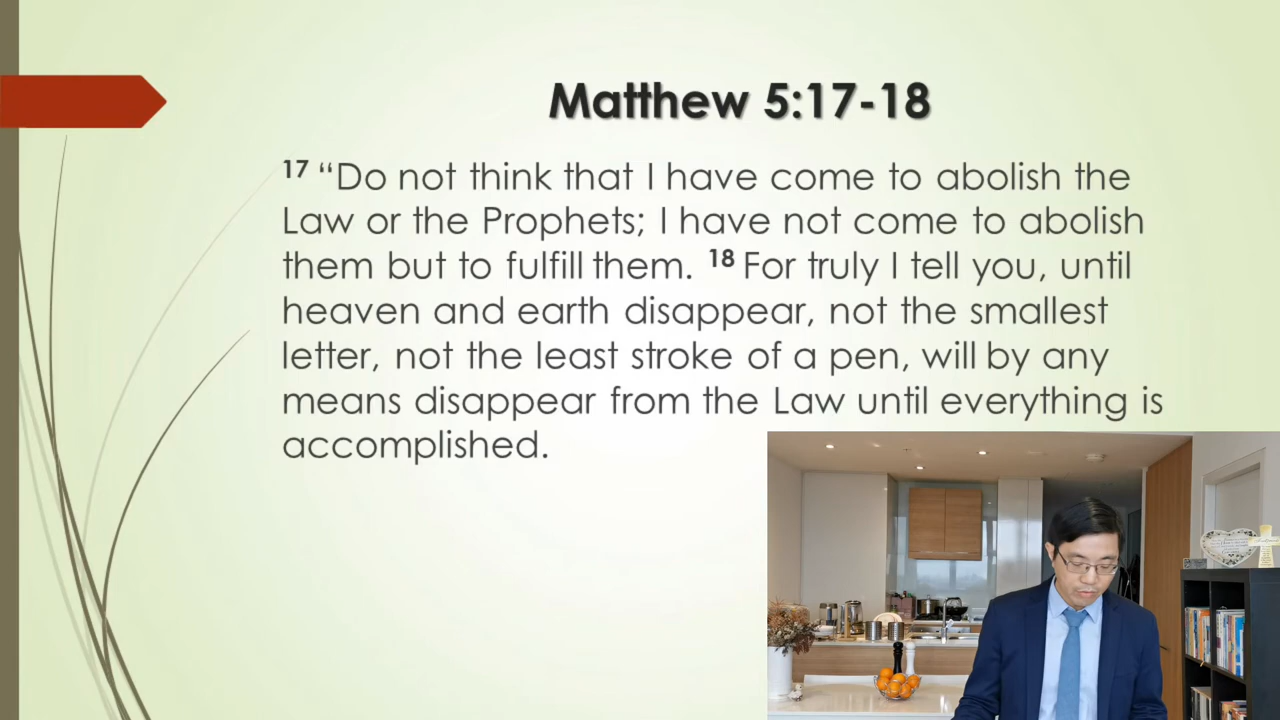 Matthew 5:17-18
17 “Do not think that I have come to abolish the
Law or the Prophets; I have not come to abolish
them but to fulfill them. 18 For truly I tell you, until
heaven and earth disappear, not the smallest
letter, not the least stroke of a pen, will by any
means disappear from the Law until everything is
accomplished.